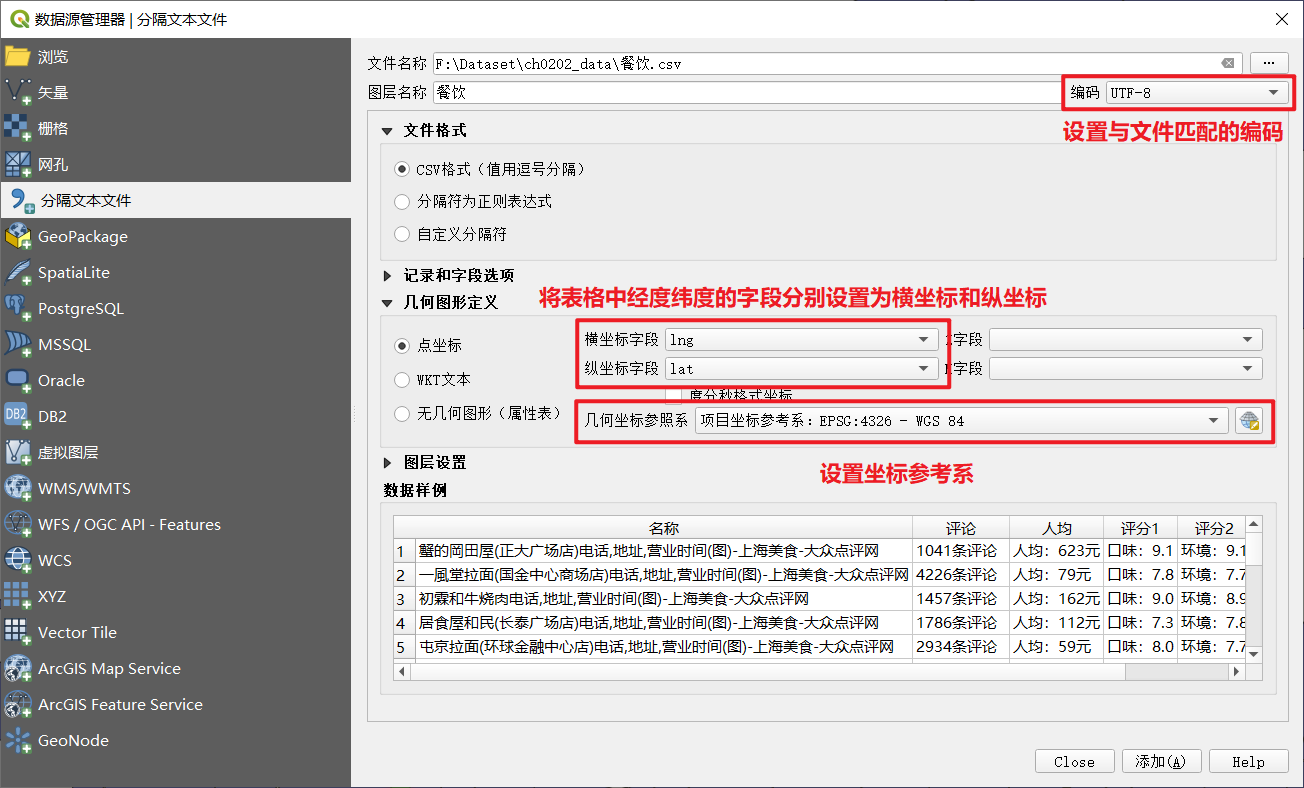 数据源管理器 | 分隔文本文件
浏览
矢量
栅格
网孔
分隔文本文件
GeoPackage
SpatiaLite
PostgreSQL
MSSQL
Oracle
DB2
DB2
虚拟图层
WMS/WMTS
WFS / OGC API - Features
WCS
XYZ
Vector Tile
ArcGIS Map Service
ArcGIS Feature Service
GeoNode
文件名称 F:\Dataset\ch0202_data\餐饮.csv
图层名称 餐饮 编码 UTF-8
设置与文件匹配的编码
文件格式
CSV格式（值用逗号分隔）
分隔符为正则表达式
自定义分隔符
记录和字段选项
将表格中经度纬度的字段分别设置为横坐标和纵坐标
几何图形定义
点坐标
WKT文本
无几何图形（属性表）
横坐标字段 lng 字段
纵坐标字段 lat 字段
度分秒格式坐标
几何坐标参照系 项目坐标参考系：EPSG:4326 - WGS 84
设置坐标参考系
图层设置
数据样例
名称 评论 人均 评分1 评分2
1 蟹的岡田屋(正大广场店)电话,地址,营业时间(图)-上海美食-大众点评网 1041条评论 人均：623元 口味：9.1 环境：9.1
2 一風堂拉面(国金中心商场店)电话,地址,营业时间(图)-上海美食-大众点评网 4226条评论 人均：79元 口味：7.8 环境：7.7
3 初霖和牛烧肉电话,地址,营业时间(图)-上海美食-大众点评网 1457条评论 人均：162元 口味：9.0 环境：8.9
4 居食屋和民(长泰广场店)电话,地址,营业时间(图)-上海美食-大众点评网 1786条评论 人均：112元 口味：7.3 环境：7.8
5 屯京拉面(环球金融中心店)电话,地址,营业时间(图)-上海美食-大众点评网 2934条评论 人均：59元 口味：8.0 环境：7.7
Close 添加(A) Help